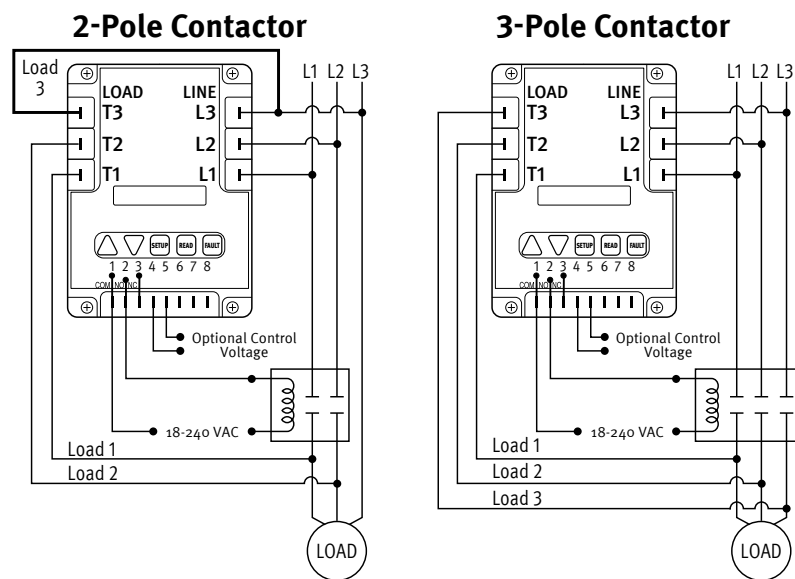 2-Pole Contactor
Load
3
L1 L2 L3
LOAD LINE
T3 L3
T2 L2
T1 L1
SETUP READ FAULT
1 2 3 4 5 6 7 8
COM NO NC
Optional Control
Voltage
18-240 VAC
Load 1
Load 2
LOAD
3-Pole Contactor
L1 L2 L3
LOAD LINE
T3 L3
T2 L2
T1 L1
SETUP READ FAULT
1 2 3 4 5 6 7 8
COM NO NC
Optional Control
Voltage
18-240 VAC
Load 1
Load 2
Load 3
LOAD